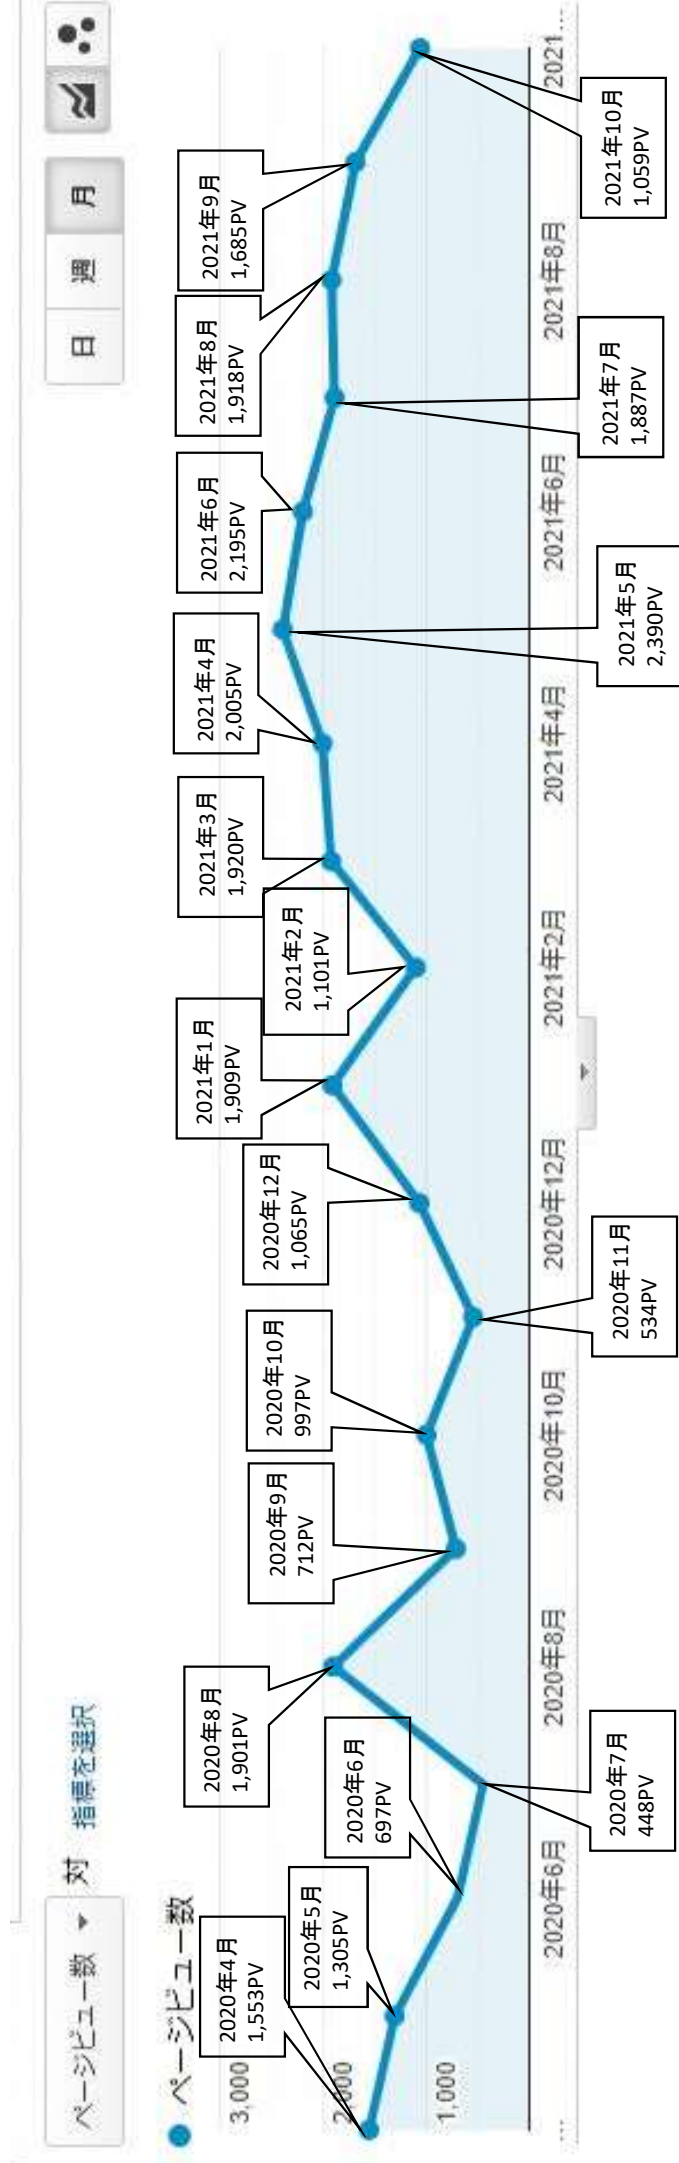 ページビュー数 ▼ 対 指標を選択
日 週 月
● ページビュー数
3,000
2,000
1,000
2020年4月
1,553PV
2020年5月
1,305PV
2020年6月
697PV
2020年7月
448PV
2020年8月
1,901PV
2020年9月
712PV
2020年10月
997PV
2020年11月
534PV
2020年12月
1,065PV
2021年1月
1,909PV
2021年2月
1,101PV
2021年3月
1,920PV
2021年4月
2,005PV
2021年5月
2,390PV
2021年6月
2,195PV
2021年7月
1,887PV
2021年8月
1,918PV
2021年9月
1,685PV
2021年10月
1,059PV
… 2020年6月 2020年8月 2020年10月 2020年12月 2021年2月 2021年4月 2021年6月 2021年8月 2021…